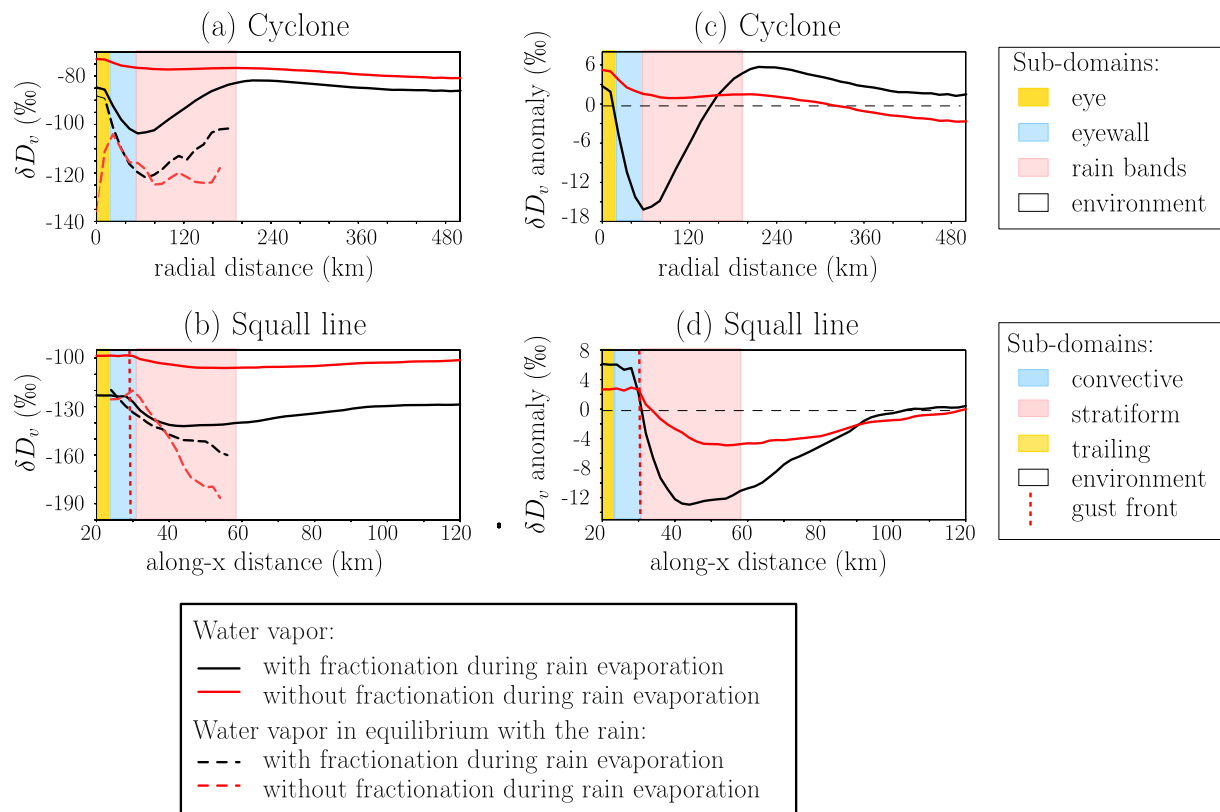 (a) Cyclone
δD_v (‰)
-80
-100
-120
-140
0 120 240 360 480
radial distance (km)
(c) Cyclone
δD_v anomaly (‰)
6
0
-6
-12
-18
0 120 240 360 480
radial distance (km)
Sub-domains:
eye
eyewall
rain bands
environment
(b) Squall line
δD_v (‰)
-100
-130
-160
-190
20 40 60 80 100 120
along-x distance (km)
(d) Squall line
δD_v anomaly (‰)
8
4
0
-4
-8
-12
20 40 60 80 100 120
along-x distance (km)
Sub-domains:
convective
stratiform
trailing
environment
gust front
Water vapor:
with fractionation during rain evaporation
without fractionation during rain evaporation
Water vapor in equilibrium with the rain:
with fractionation during rain evaporation
without fractionation during rain evaporation